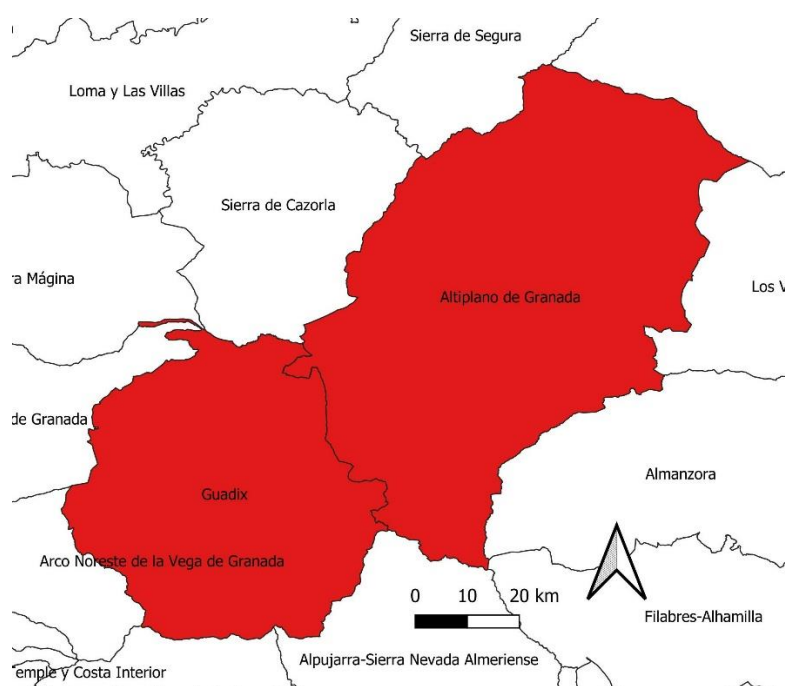 Sierra de Segura
Loma y Las Villas
Sierra de Cazorla
ra Mágina
Altiplano de Granada
Los V
de Granada
Guadix
Almanzora
Arco Noreste de la Vega de Granada
0 10 20 km
Filabres-Alhamilla
Alpujarra-Sierra Nevada Almeriense
emple y Costa Interior